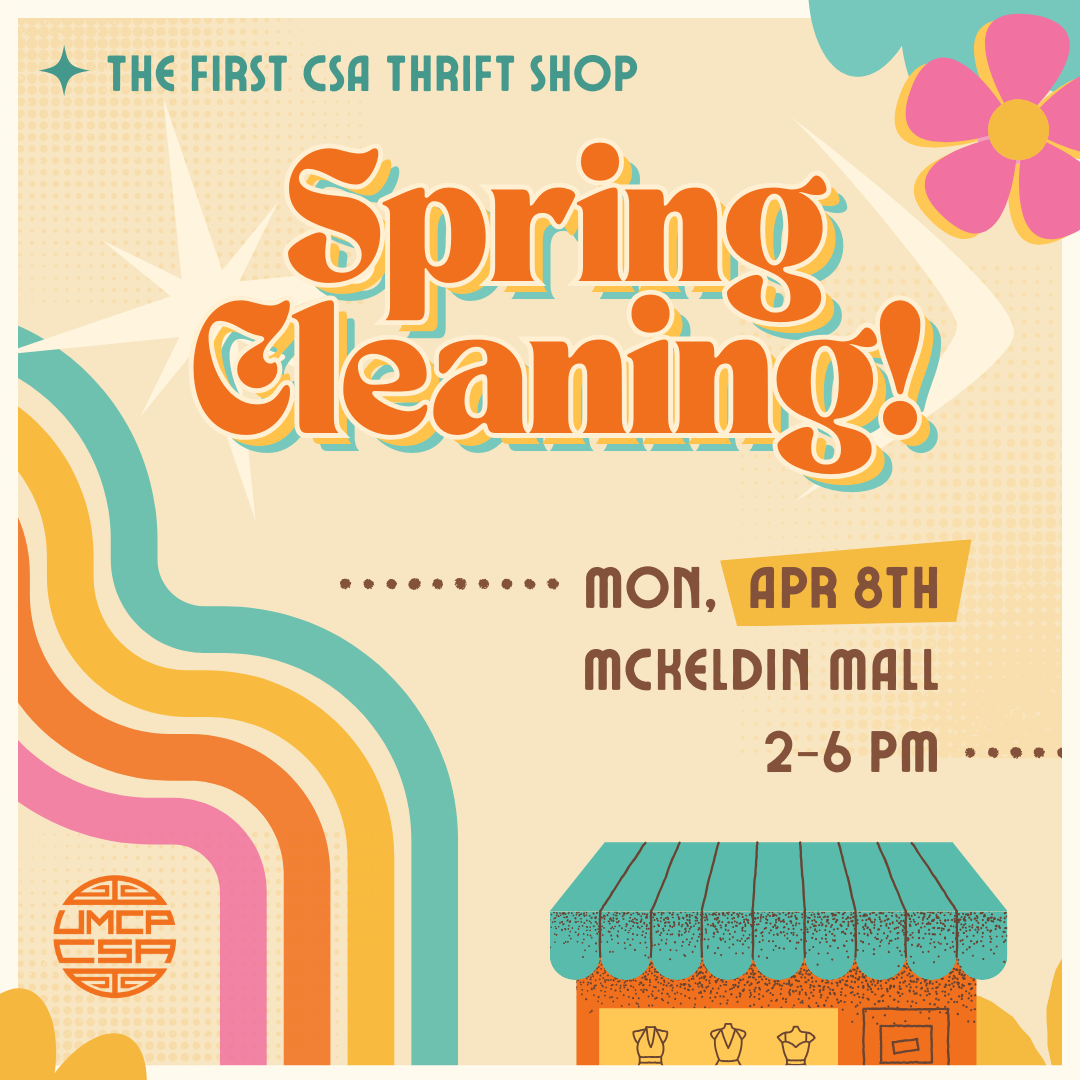 THE FIRST CSA THRIFT SHOP
Spring
Cleaning!
MON, APR 8TH
MCKELDIN MALL
2-6 PM
UMCP
CSA